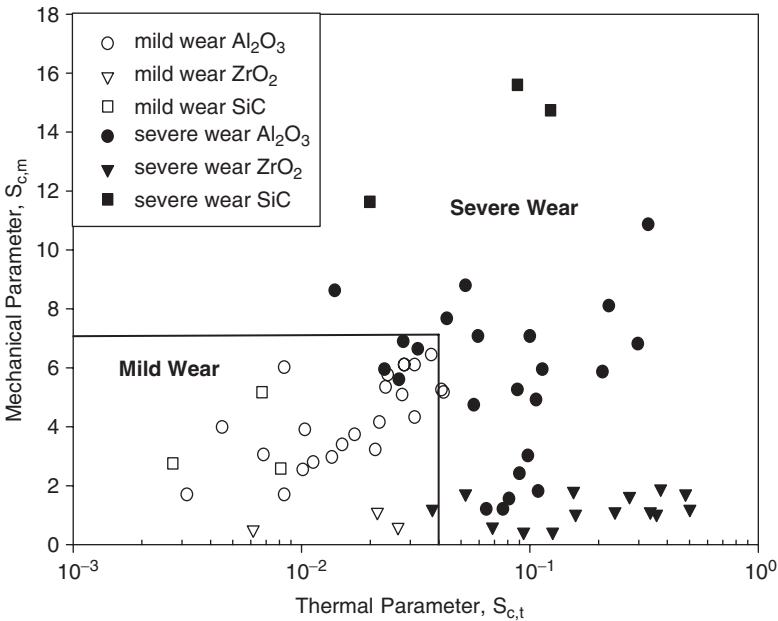 18
16
14
12
10
8
6
4
2
0
Mechanical Parameter, S_c,m
mild wear Al₂O₃
mild wear ZrO₂
mild wear SiC
severe wear Al₂O₃
severe wear ZrO₂
severe wear SiC
Severe Wear
Mild Wear
10⁻³ 10⁻² 10⁻¹ 10⁰
Thermal Parameter, S_c,t